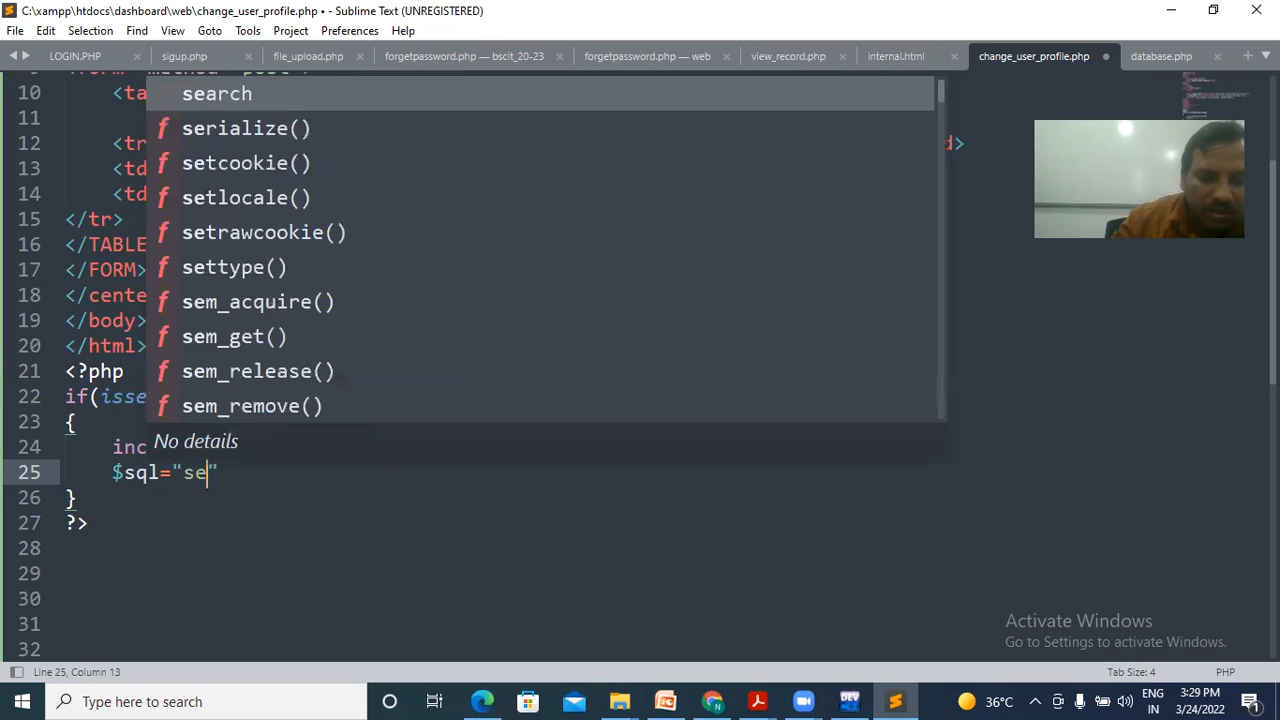 C:\xampp\htdocs\dashboard\web\change_user_profile.php • - Sublime Text (UNREGISTERED)
File Edit Selection Find View Goto Tools Project Preferences Help
LOGIN.PHP × sigup.php × file_upload.php × forgetpassword.php — bscit_20-23 × forgetpassword.php — web × view_record.php × internal.html × change_user_profile.php • database.php ×
9
10 <ta
search
11
serialize()
12 <tr d>
setcookie()
13 <td
14 <td
setlocale()
15 </tr>
setrawcookie()
16 </TABLE
17 </FORM>
settype()
18 </cente
sem_acquire()
19 </body>
sem_get()
20 </html>
21 <?php
sem_release()
22 if(isse
sem_remove()
23 {
24 inc
No details
25 $sql="se"
26 }
27 ?>
28
29
30
31
32
Activate Windows
Go to Settings to activate Windows.
Line 25, Column 13 Tab Size: 4 PHP
Type here to search 36°C ENG IN 3:29 PM 3/24/2022 1